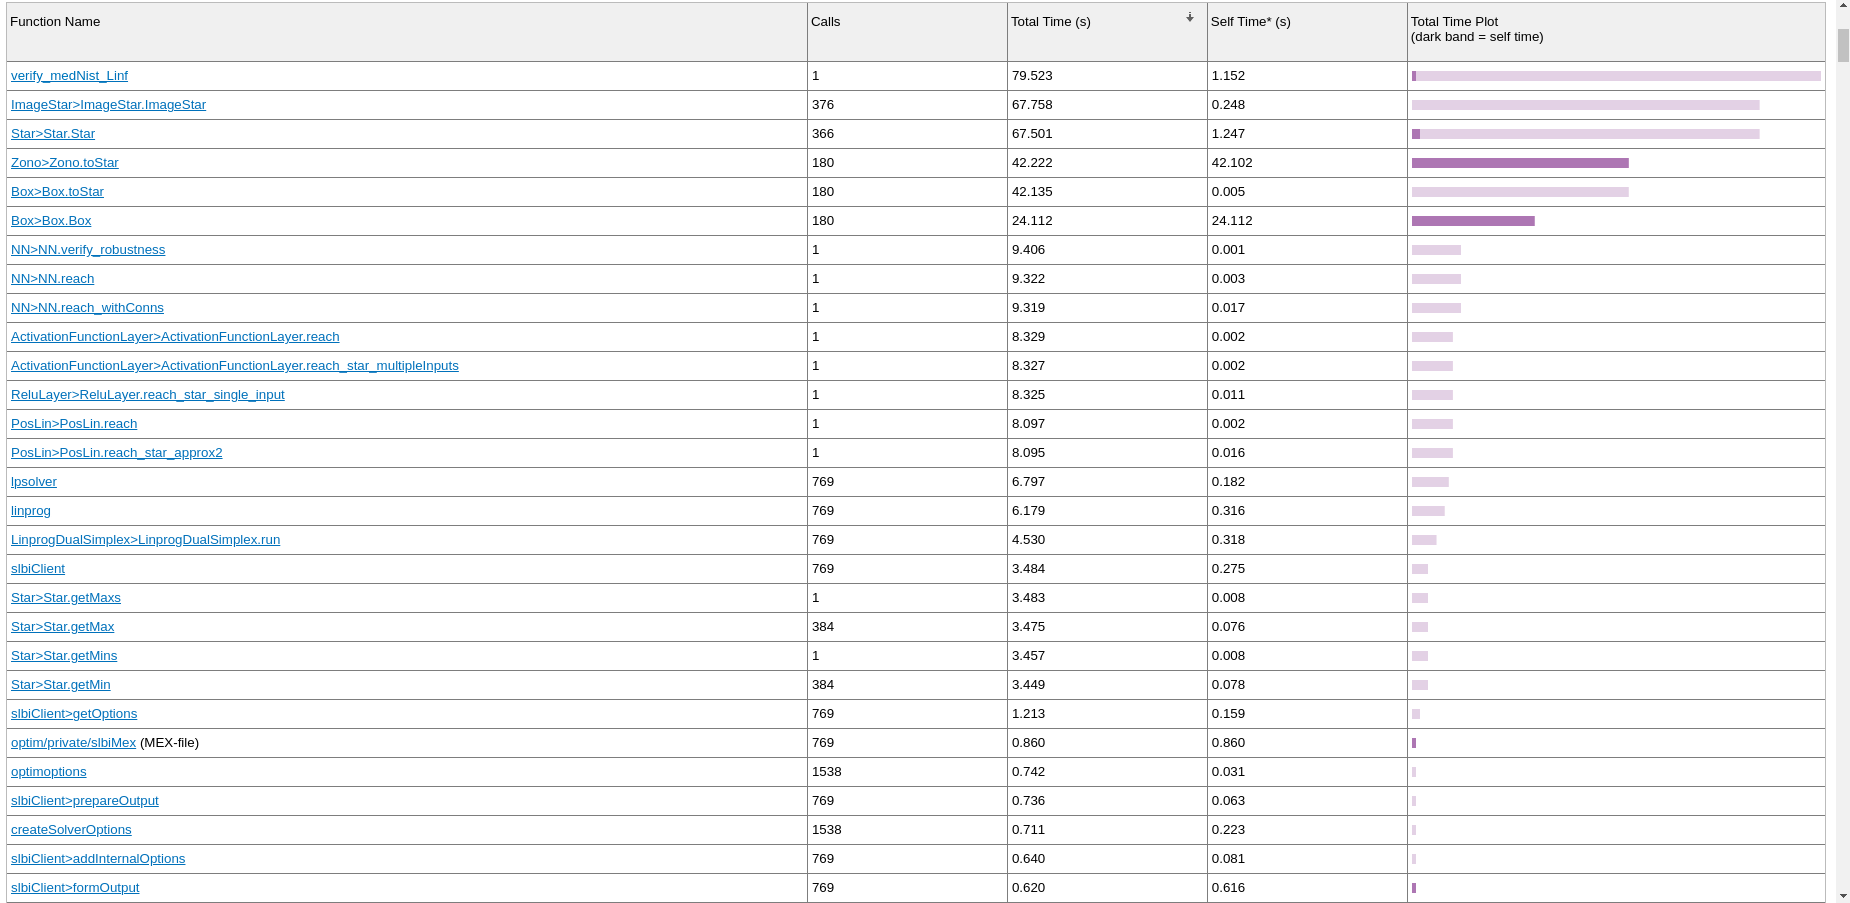 Function Name Calls Total Time (s) Self Time* (s) Total Time Plot
(dark band = self time)
verify_medNist_Linf 1 79.523 1.152
ImageStar>ImageStar.ImageStar 376 67.758 0.248
Star>Star.Star 366 67.501 1.247
Zono>Zono.toStar 180 42.222 42.102
Box>Box.toStar 180 42.135 0.005
Box>Box.Box 180 24.112 24.112
NN>NN.verify_robustness 1 9.406 0.001
NN>NN.reach 1 9.322 0.003
NN>NN.reach_withConns 1 9.319 0.017
ActivationFunctionLayer>ActivationFunctionLayer.reach 1 8.329 0.002
ActivationFunctionLayer>ActivationFunctionLayer.reach_star_multipleInputs 1 8.327 0.002
ReluLayer>ReluLayer.reach_star_single_input 1 8.325 0.011
PosLin>PosLin.reach 1 8.097 0.002
PosLin>PosLin.reach_star_approx2 1 8.095 0.016
lpsolver 769 6.797 0.182
linprog 769 6.179 0.316
LinprogDualSimplex>LinprogDualSimplex.run 769 4.530 0.318
slbiClient 769 3.484 0.275
Star>Star.getMaxs 1 3.483 0.008
Star>Star.getMax 384 3.475 0.076
Star>Star.getMins 1 3.457 0.008
Star>Star.getMin 384 3.449 0.078
slbiClient>getOptions 769 1.213 0.159
optim/private/slbiMex (MEX-file) 769 0.860 0.860
optimoptions 1538 0.742 0.031
slbiClient>prepareOutput 769 0.736 0.063
createSolverOptions 1538 0.711 0.223
slbiClient>addInternalOptions 769 0.640 0.081
slbiClient>formOutput 769 0.620 0.616